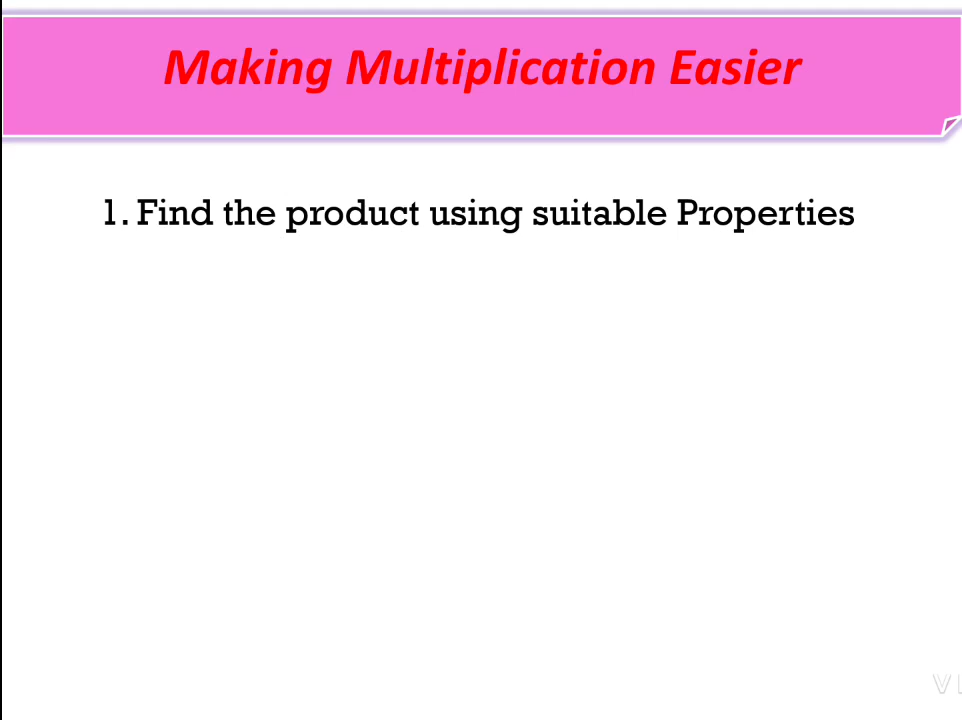 Making Multiplication Easier
1. Find the product using suitable Properties